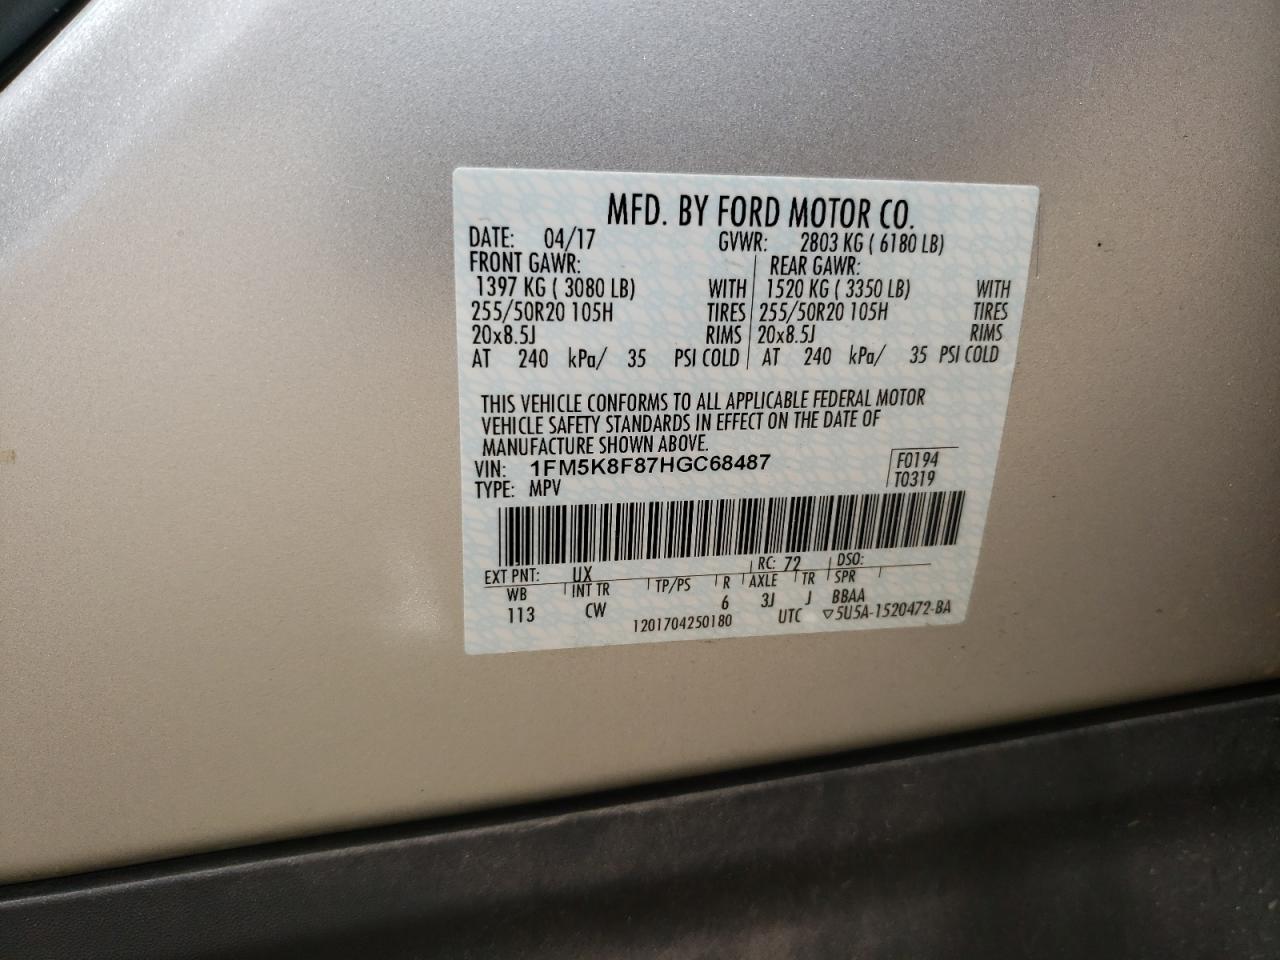 MFD. BY FORD MOTOR CO.
DATE: 04/17 GVWR: 2803 KG ( 6180 LB)
FRONT GAWR: REAR GAWR:
1397 KG ( 3080 LB) WITH 1520 KG ( 3350 LB) WITH
255/50R20 105H TIRES 255/50R20 105H TIRES
20x8.5J RIMS 20x8.5J RIMS
AT 240 kPa/ 35 PSI COLD AT 240 kPa/ 35 PSI COLD
THIS VEHICLE CONFORMS TO ALL APPLICABLE FEDERAL MOTOR
VEHICLE SAFETY STANDARDS IN EFFECT ON THE DATE OF
MANUFACTURE SHOWN ABOVE.
VIN: 1FM5K8F87HGC68487 F0194
TYPE: MPV T0319
EXT PNT: UX RC: 72 DSO:
WB INT TR TP/PS R AXLE TR SPR
113 CW 6 3J J BBAA
1201704250180 UTC ▽5U5A-1520472-BA